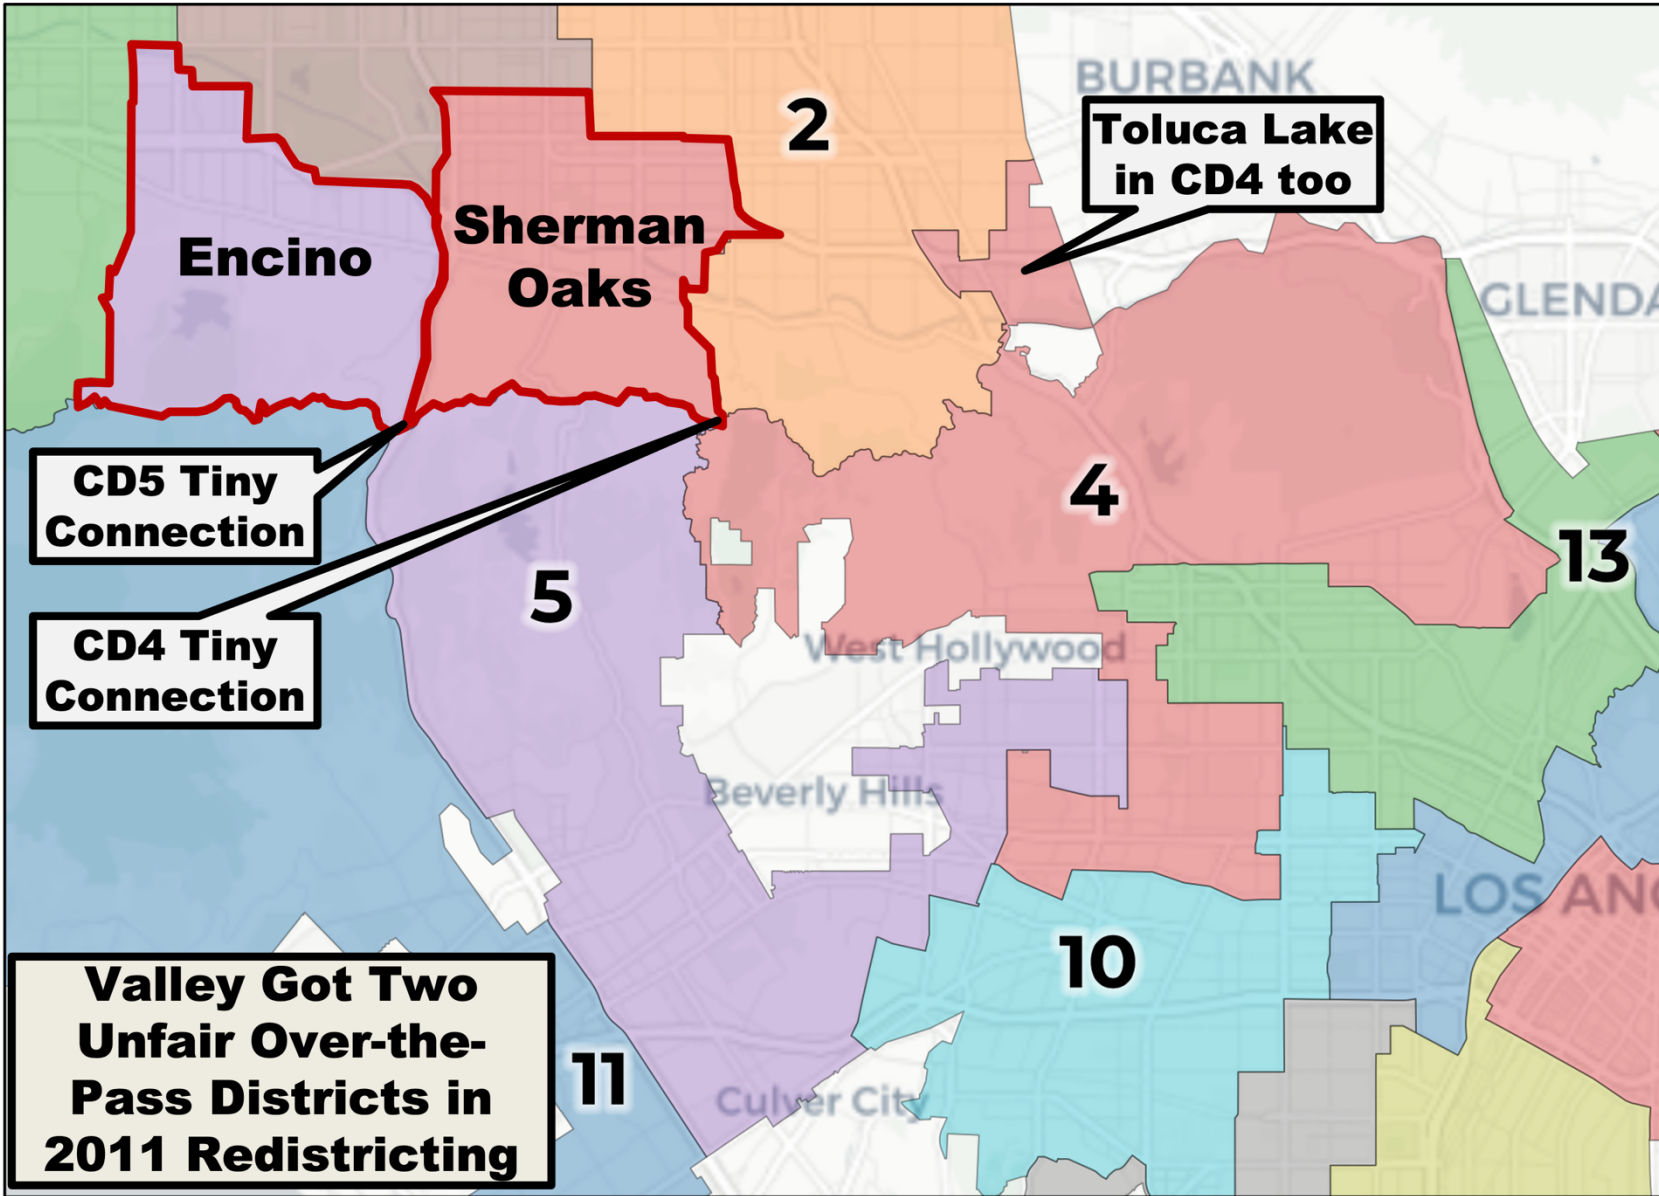 BURBANK
2
Toluca Lake
in CD4 too
Sherman
Oaks
Encino
GLENDA
CD5 Tiny
Connection
4
13
5
CD4 Tiny
Connection
West Hollywood
Beverly Hills
LOS ANG
10
Valley Got Two
Unfair Over-the-
Pass Districts in
2011 Redistricting
11
Culver City